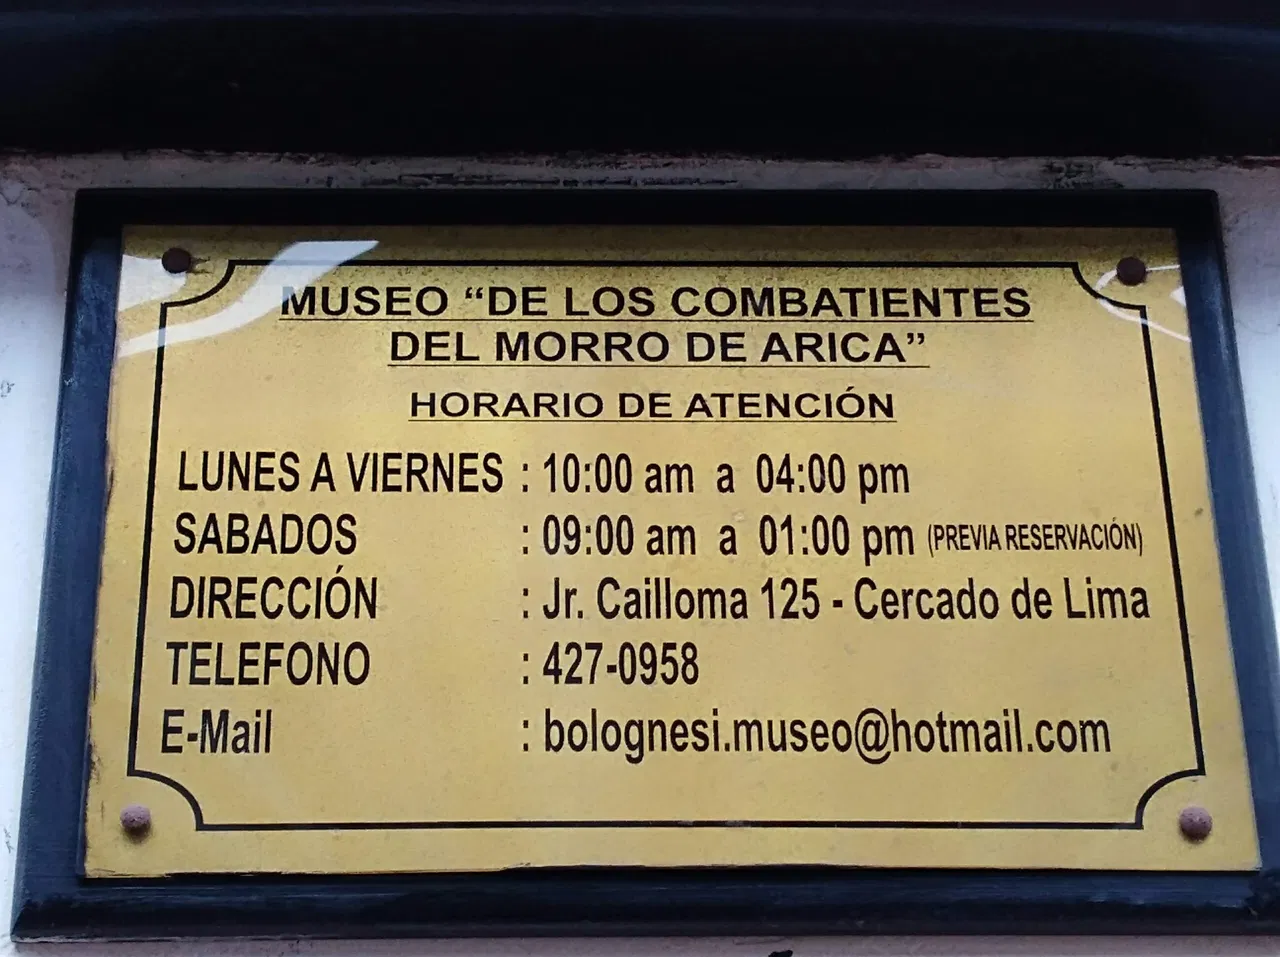 MUSEO “DE LOS COMBATIENTES
DEL MORRO DE ARICA”
HORARIO DE ATENCIÓN
LUNES A VIERNES : 10:00 am a 04:00 pm
SABADOS : 09:00 am a 01:00 pm (PREVIA RESERVACIÓN)
DIRECCIÓN : Jr. Cailloma 125 - Cercado de Lima
TELEFONO : 427-0958
E-Mail : bolognesi.museo@hotmail.com